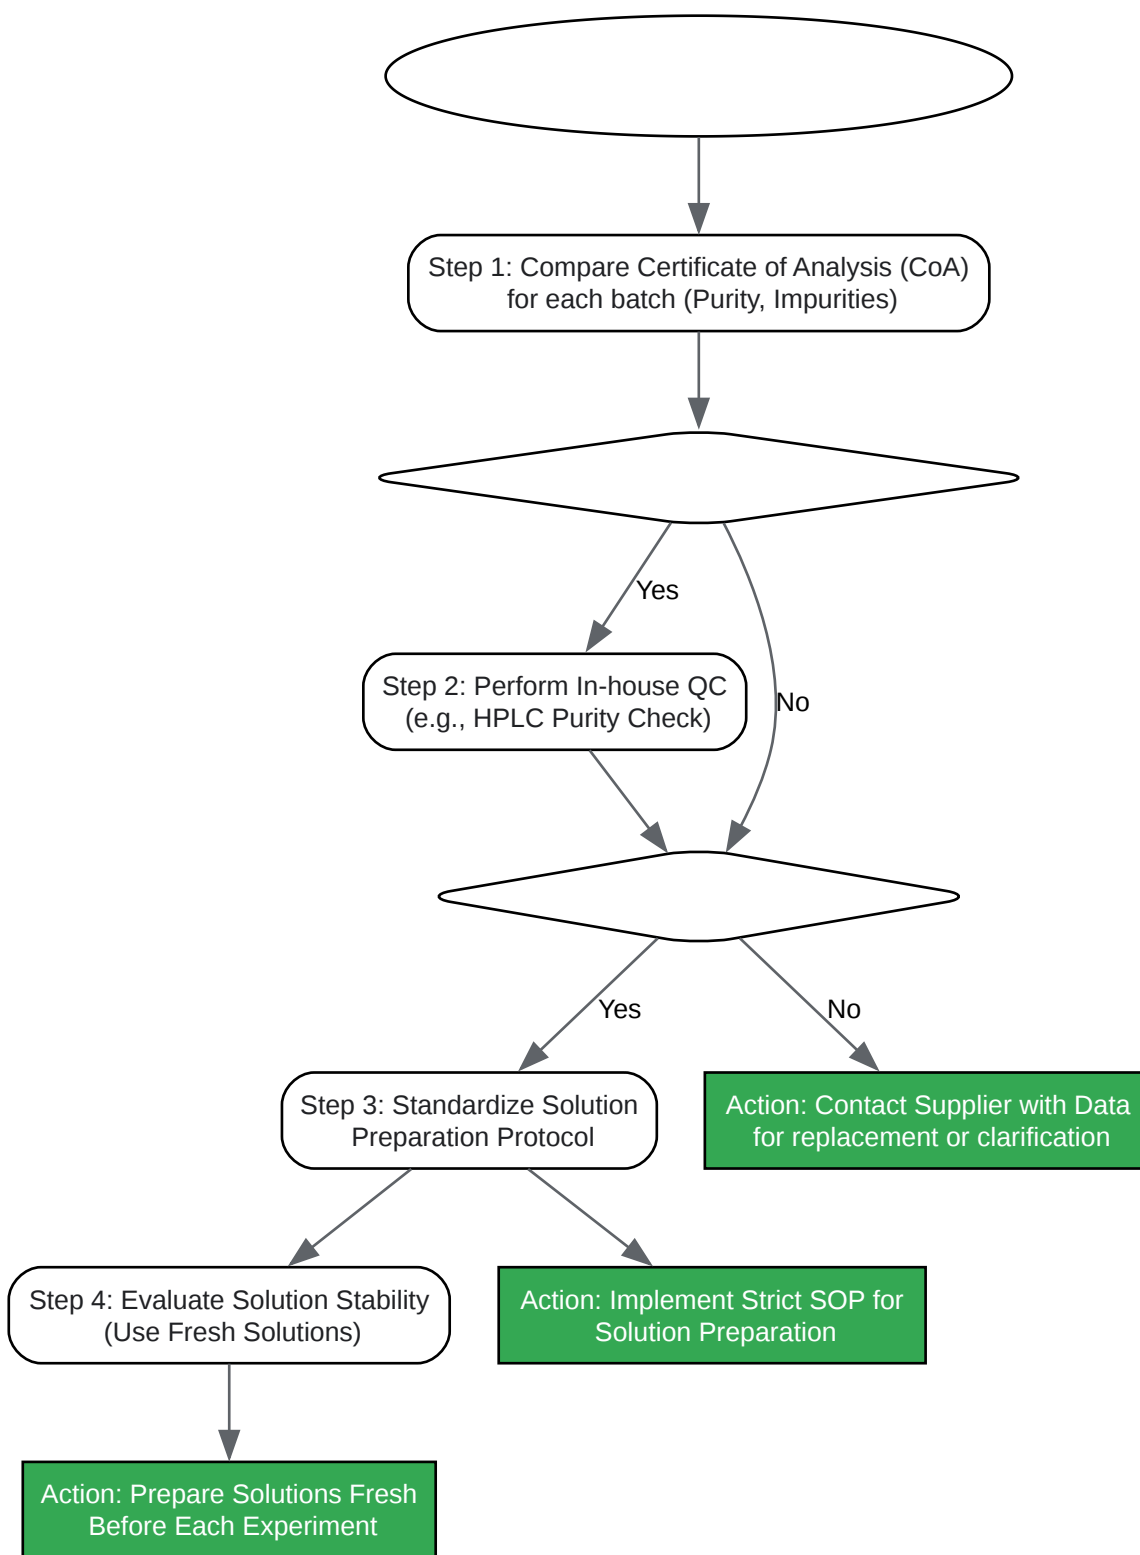 Step 1: Compare Certificate of Analysis (CoA)
for each batch (Purity, Impurities)
Yes
Step 2: Perform In-house QC
(e.g., HPLC Purity Check)
No
Yes
No
Step 3: Standardize Solution
Preparation Protocol
Action: Contact Supplier with Data
for replacement or clarification
Step 4: Evaluate Solution Stability
(Use Fresh Solutions)
Action: Implement Strict SOP for
Solution Preparation
Action: Prepare Solutions Fresh
Before Each Experiment